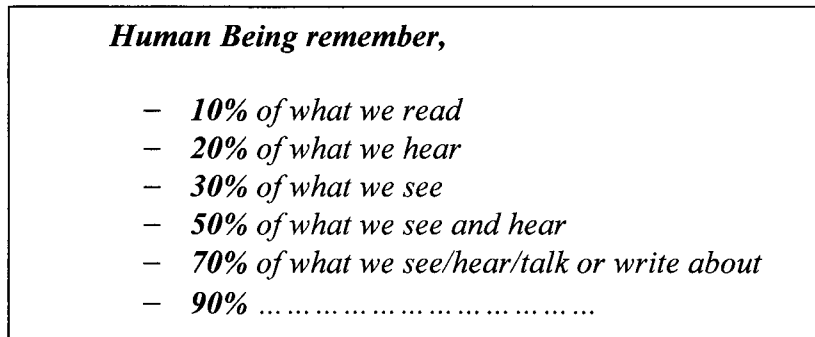 Human Being remember,
– 10% of what we read
– 20% of what we hear
– 30% of what we see
– 50% of what we see and hear
– 70% of what we see/hear/talk or write about
– 90% … … … … … … … … … … … …